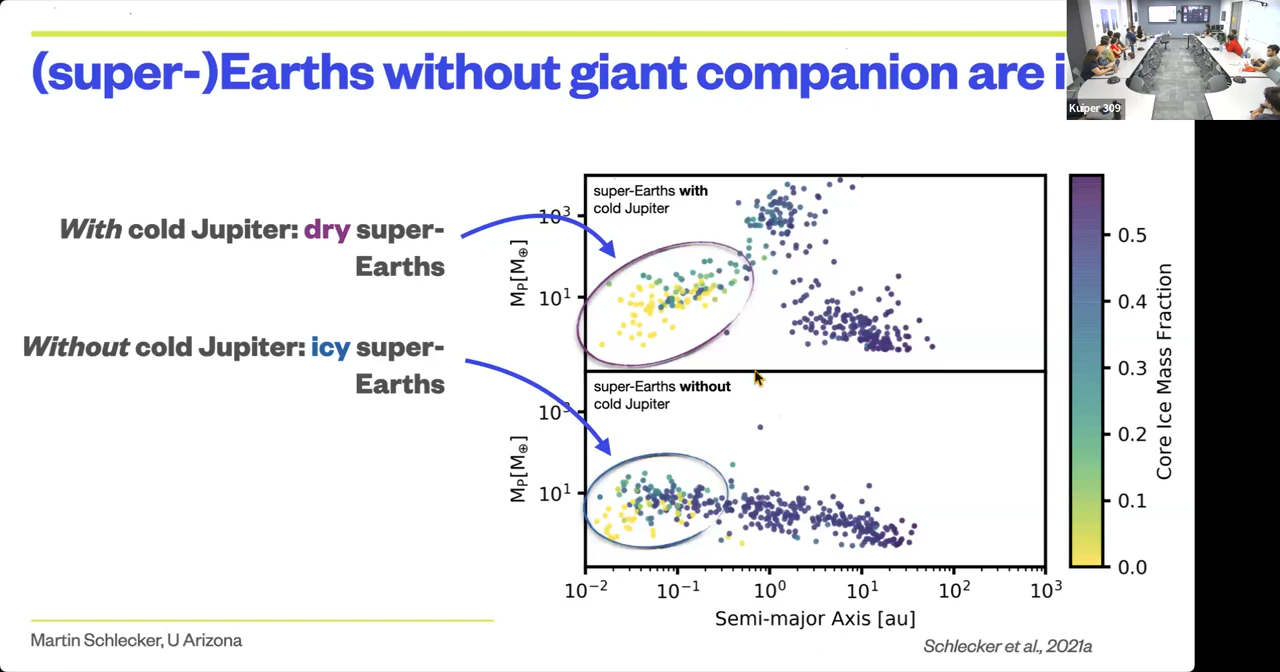 (super-)Earths without giant companion are i
Kuiper 309
With cold Jupiter: dry super-
Earths
Without cold Jupiter: icy super-
Earths
super-Earths with
cold Jupiter
10³
10¹
Mₚ[M⊕]
super-Earths without
cold Jupiter
10³
10¹
Mₚ[M⊕]
10⁻² 10⁻¹ 10⁰ 10¹ 10² 10³
Semi-major Axis [au]
0.5
0.4
0.3
0.2
0.1
0.0
Core Ice Mass Fraction
Martin Schlecker, U Arizona
Schlecker et al., 2021a